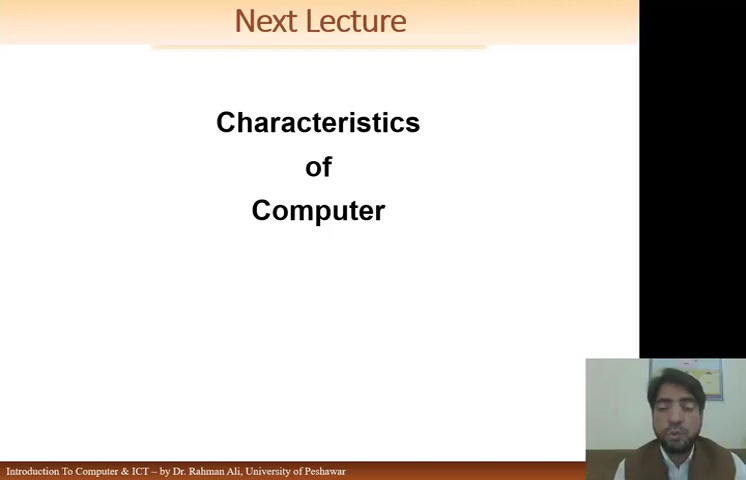 Next Lecture
Characteristics
of
Computer
Introduction To Computer & ICT – by Dr. Rahman Ali, University of Peshawar